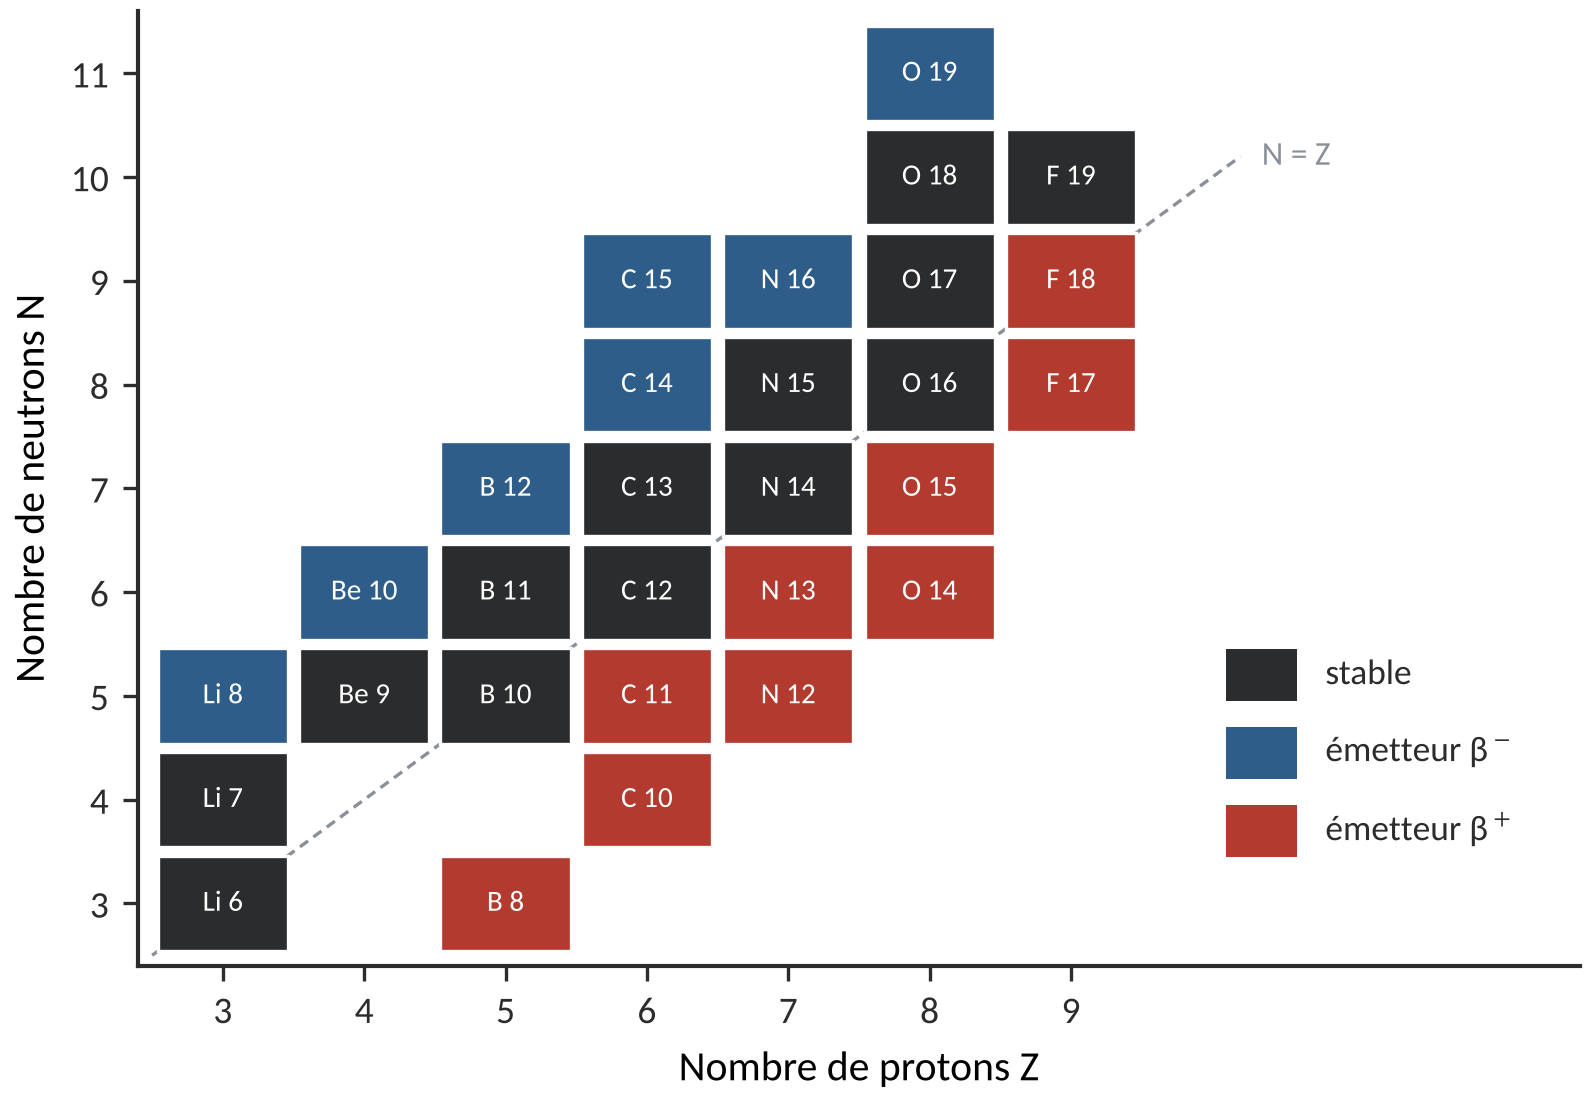 Nombre de neutrons N
11
10
9
8
7
6
5
4
3
O 19
O 18
F 19
N = Z
C 15
N 16
O 17
F 18
C 14
N 15
O 16
F 17
B 12
C 13
N 14
O 15
Be 10
B 11
C 12
N 13
O 14
Li 8
Be 9
B 10
C 11
N 12
Li 7
C 10
Li 6
B 8
stable
émetteur β⁻
émetteur β⁺
3
4
5
6
7
8
9
Nombre de protons Z